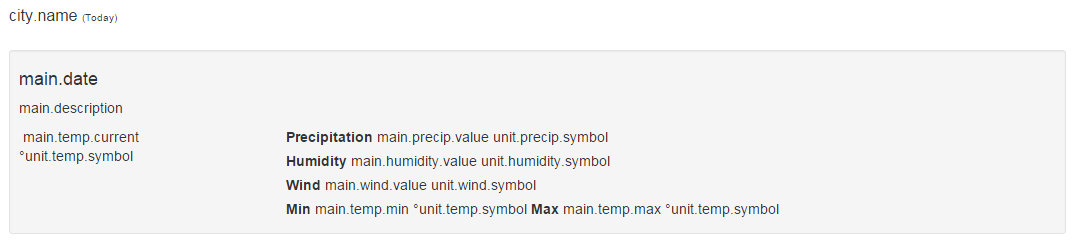 city.name (Today)
main.date
main.description
main.temp.current
°unit.temp.symbol
Precipitation main.precip.value unit.precip.symbol
Humidity main.humidity.value unit.humidity.symbol
Wind main.wind.value unit.wind.symbol
Min main.temp.min °unit.temp.symbol Max main.temp.max °unit.temp.symbol